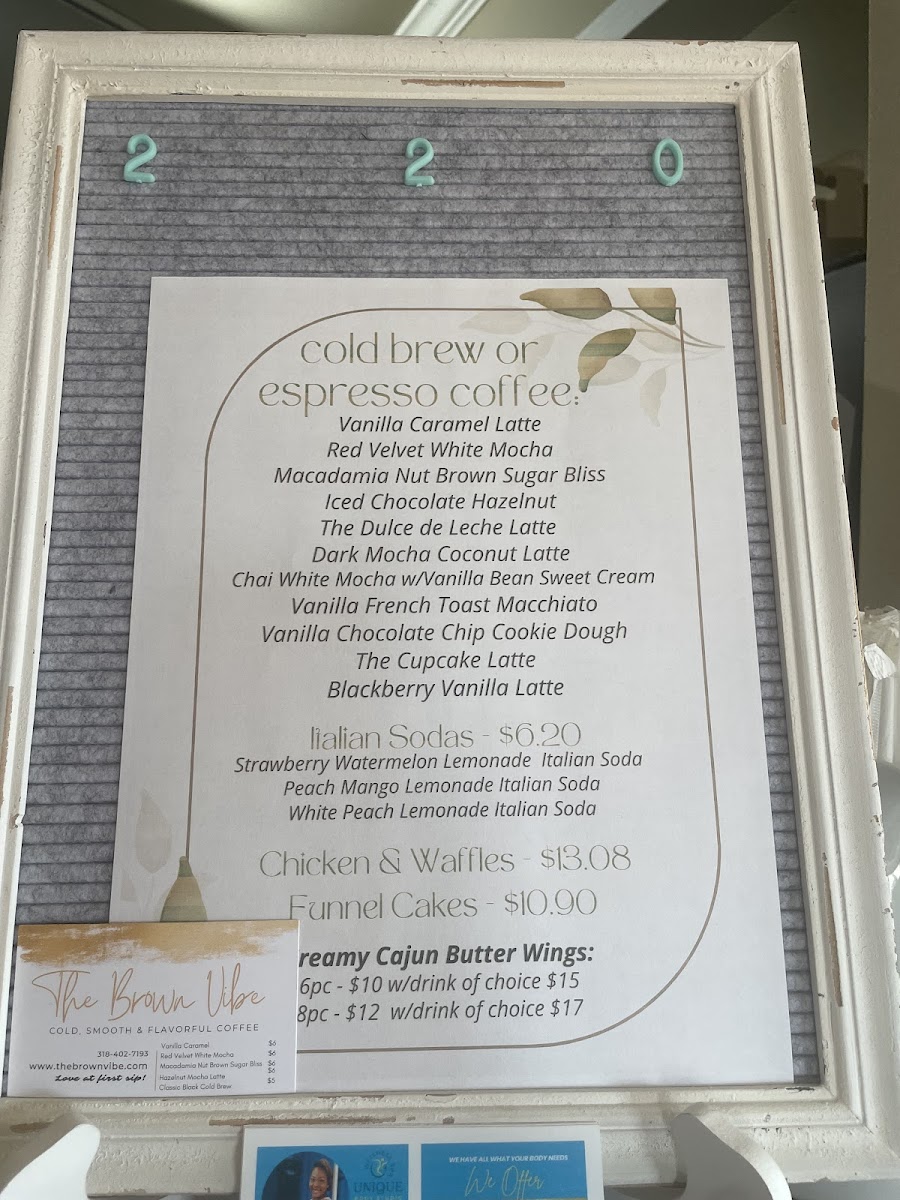 2 2 0
cold brew or
espresso coffee:
Vanilla Caramel Latte
Red Velvet White Mocha
Macadamia Nut Brown Sugar Bliss
Iced Chocolate Hazelnut
The Dulce de Leche Latte
Dark Mocha Coconut Latte
Chai White Mocha w/Vanilla Bean Sweet Cream
Vanilla French Toast Macchiato
Vanilla Chocolate Chip Cookie Dough
The Cupcake Latte
Blackberry Vanilla Latte
Italian Sodas - $6.20
Strawberry Watermelon Lemonade Italian Soda
Peach Mango Lemonade Italian Soda
White Peach Lemonade Italian Soda
Chicken & Waffles - $13.08
Funnel Cakes - $10.90
reamy Cajun Butter Wings:
6pc - $10 w/drink of choice $15
8pc - $12 w/drink of choice $17
The Brown Vibe
COLD, SMOOTH & FLAVORFUL COFFEE
318-402-7193
www.thebrownvibe.com
Love at first sip!
Vanilla Caramel $6
Red Velvet White Mocha $6
Macadamia Nut Brown Sugar Bliss $6
Hazelnut Mocha Latte $6
Classic Black Cold Brew $5
UNIQUE
WE HAVE ALL WHAT YOUR BODY NEEDS
We Offer